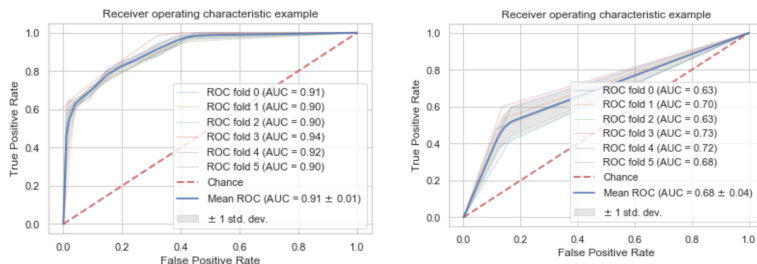 Receiver operating characteristic example
True Positive Rate
1.0
0.8
0.6
0.4
0.2
0.0
ROC fold 0 (AUC = 0.91)
ROC fold 1 (AUC = 0.90)
ROC fold 2 (AUC = 0.90)
ROC fold 3 (AUC = 0.94)
ROC fold 4 (AUC = 0.92)
ROC fold 5 (AUC = 0.90)
Chance
Mean ROC (AUC = 0.91 ± 0.01)
± 1 std. dev.
0.0 0.2 0.4 0.6 0.8 1.0
False Positive Rate
Receiver operating characteristic example
True Positive Rate
1.0
0.8
0.6
0.4
0.2
0.0
ROC fold 0 (AUC = 0.63)
ROC fold 1 (AUC = 0.70)
ROC fold 2 (AUC = 0.63)
ROC fold 3 (AUC = 0.73)
ROC fold 4 (AUC = 0.72)
ROC fold 5 (AUC = 0.68)
Chance
Mean ROC (AUC = 0.68 ± 0.04)
± 1 std. dev.
0.0 0.2 0.4 0.6 0.8 1.0
False Positive Rate